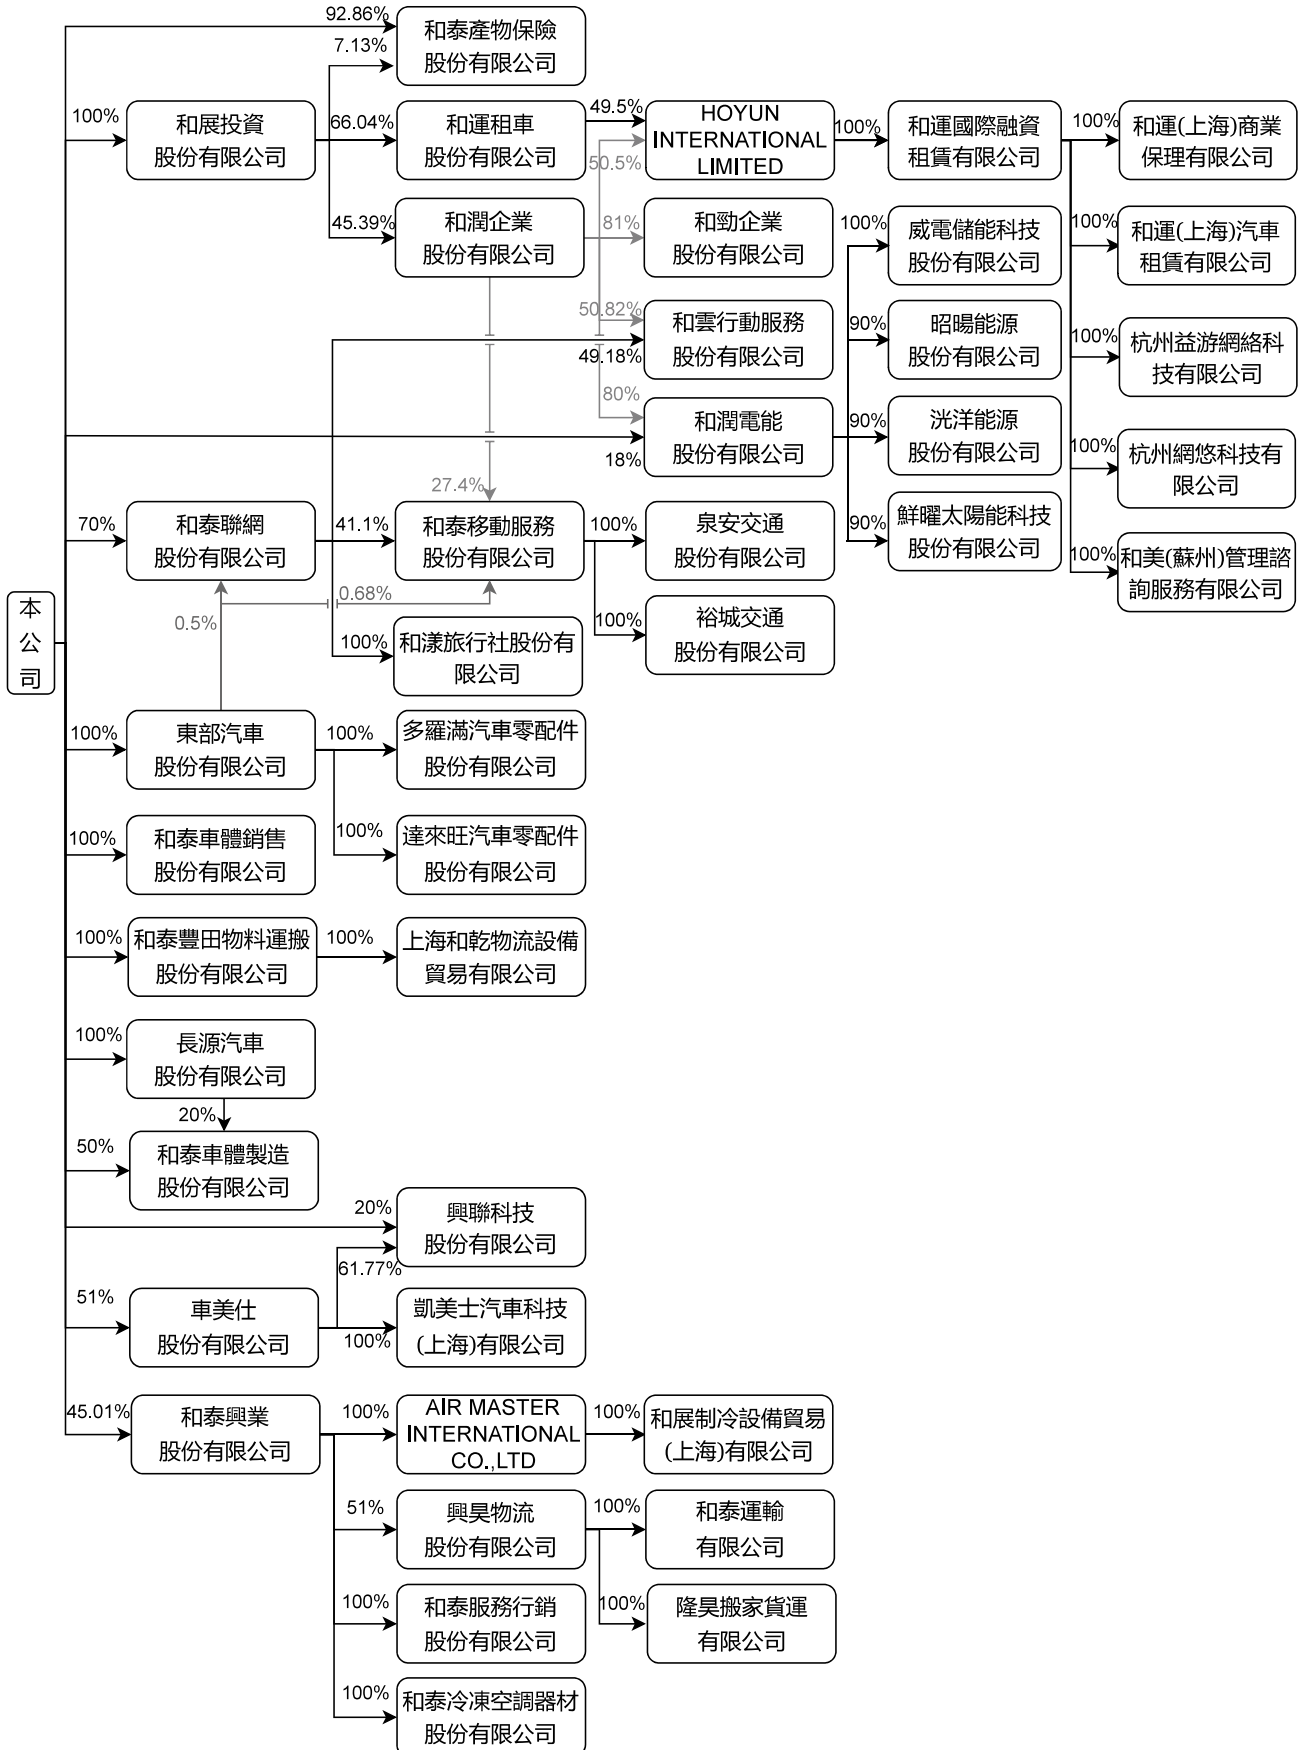 92.86%
和泰產物保險
股份有限公司
7.13%
100%
和展投資
股份有限公司
66.04%
和運租車
股份有限公司
49.5%
50.5%
HOYUN
INTERNATIONAL
LIMITED
100%
和運國際融資
租賃有限公司
100%
和運(上海)商業
保理有限公司
45.39%
和潤企業
股份有限公司
81%
和勁企業
股份有限公司
100%
威電儲能科技
股份有限公司
100%
和運(上海)汽車
租賃有限公司
50.82%
49.18%
和雲行動服務
股份有限公司
90%
昭暘能源
股份有限公司
100%
杭州益游網絡科
技有限公司
80%
18%
和潤電能
股份有限公司
90%
洸洋能源
股份有限公司
100%
杭州網悠科技有
限公司
27.4%
70%
和泰聯網
股份有限公司
41.1%
和泰移動服務
股份有限公司
100%
泉安交通
股份有限公司
90%
鮮曜太陽能科技
股份有限公司
100%
和美(蘇州)管理諮
詢服務有限公司
0.5%
0.68%
100%
裕城交通
股份有限公司
本
公
司
100%
和漾旅行社股份有
限公司
100%
東部汽車
股份有限公司
100%
多羅滿汽車零配件
股份有限公司
100%
和泰車體銷售
股份有限公司
100%
達來旺汽車零配件
股份有限公司
100%
和泰豐田物料運搬
股份有限公司
100%
上海和乾物流設備
貿易有限公司
100%
長源汽車
股份有限公司
20%
50%
和泰車體製造
股份有限公司
20%
興聯科技
股份有限公司
61.77%
51%
車美仕
股份有限公司
100%
凱美士汽車科技
(上海)有限公司
45.01%
和泰興業
股份有限公司
100%
AIR MASTER
INTERNATIONAL
CO.,LTD
100%
和展制冷設備貿易
(上海)有限公司
51%
興昊物流
股份有限公司
100%
和泰運輸
有限公司
100%
和泰服務行銷
股份有限公司
100%
隆昊搬家貨運
有限公司
100%
和泰冷凍空調器材
股份有限公司